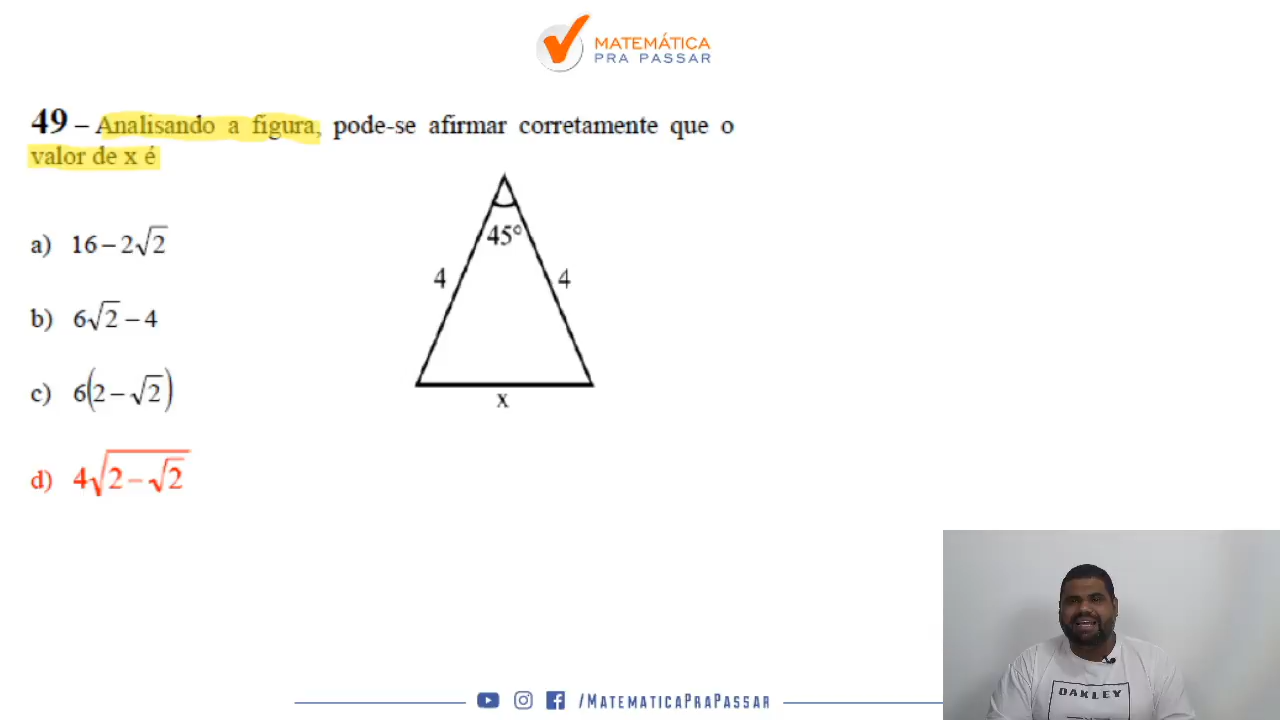 MATEMÁTICA
PRA PASSAR
49 – Analisando a figura, pode-se afirmar corretamente que o
valor de x é
a) 16 – 2√2
b) 6√2 – 4
c) 6(2 – √2)
d) 4√(2 – √2)
45°
4
4
x
OAKLEY
/MATEMATICAPRAPASSAR